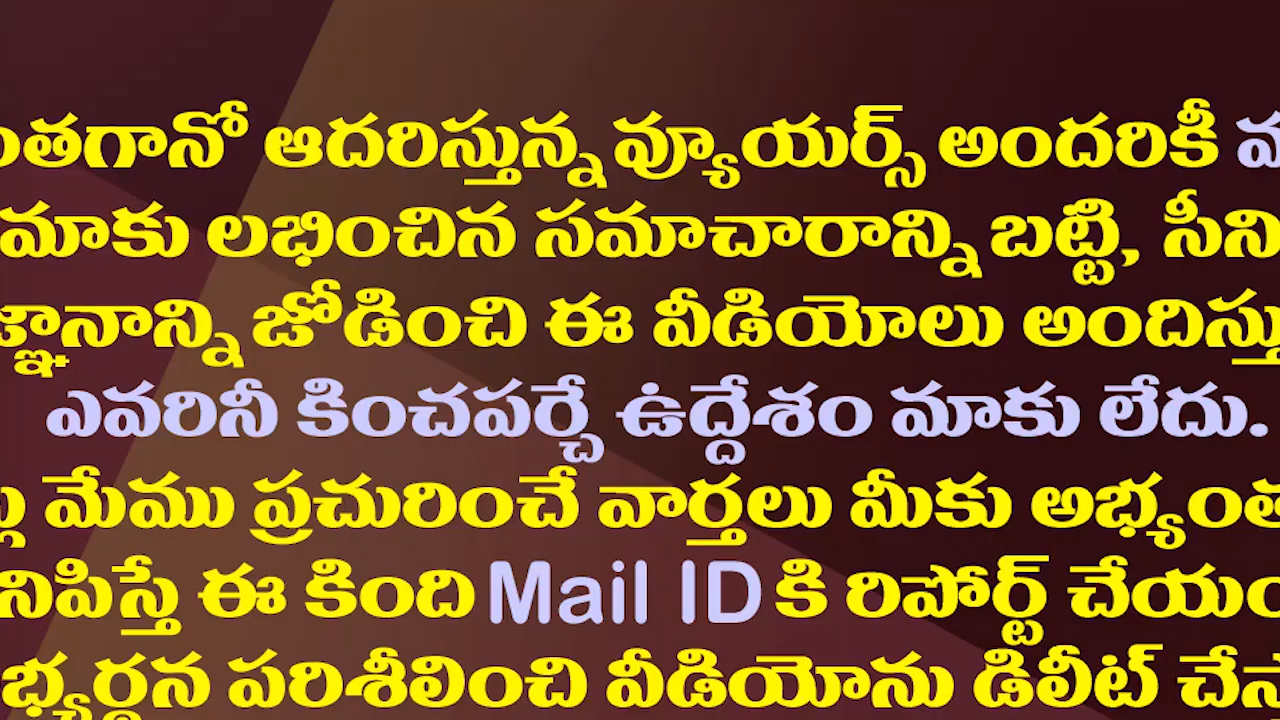 ఆదరిస్తున్న వ్యూయర్స్ అందరికీ
మాకు లభించిన సమాచారాన్ని బట్టి,
జోడించి ఈ వీడియోలు
ఎవరినీ కించపర్చే ఉద్దేశం మాకు లేదు.
మేము ప్రచురించే వార్తలు మీకు
ఈ కింది Mail ID కి రిపోర్ట్
పరిశీలించి వీడియోను డిలీట్